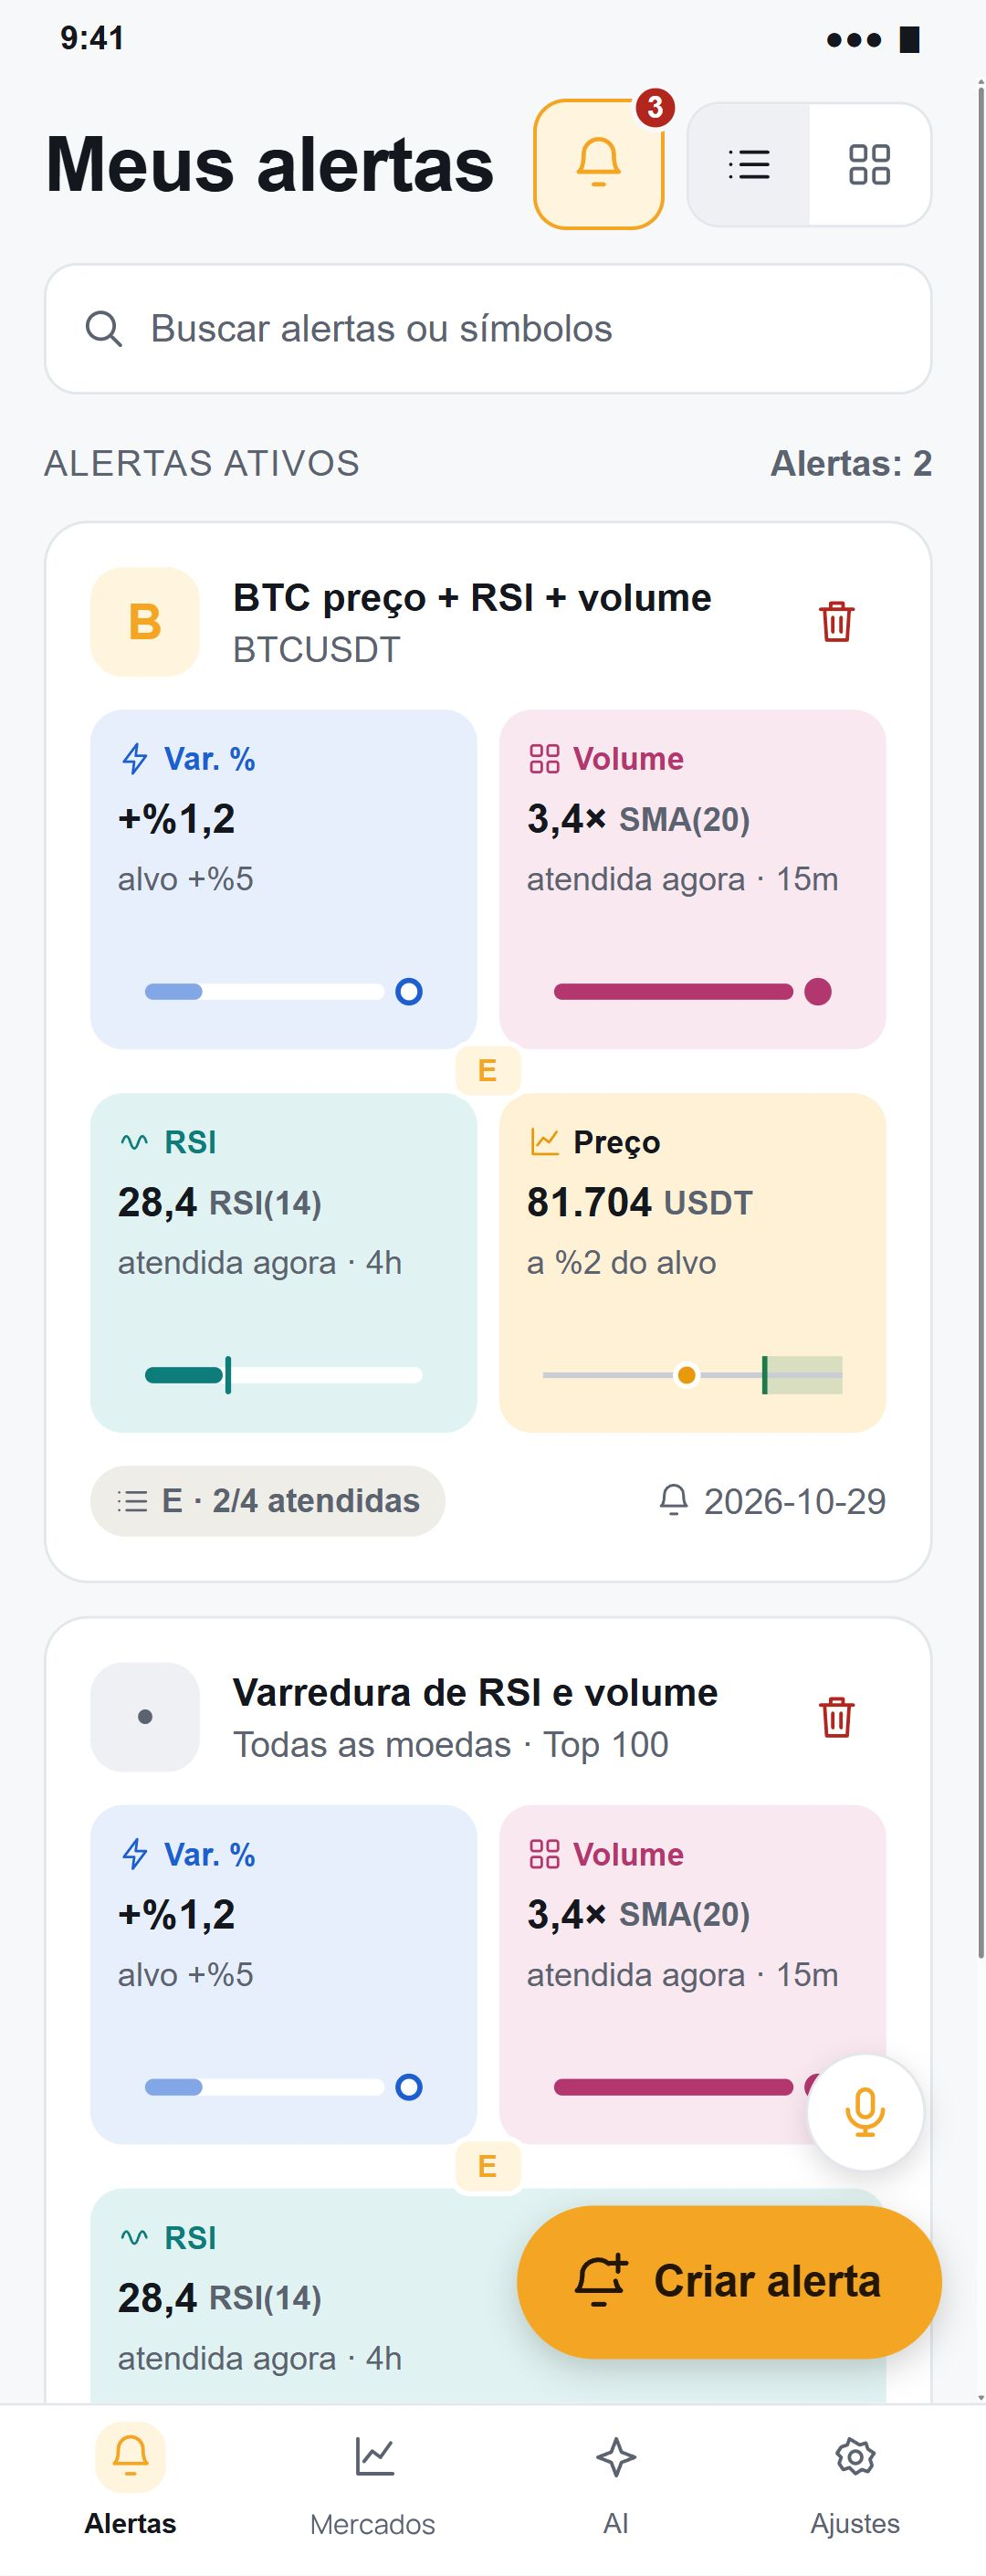 9:41
Meus alertas
3
Buscar alertas ou símbolos
ALERTAS ATIVOS
Alertas: 2
B
BTC preço + RSI + volume
BTCUSDT
Var. %
+%1,2
alvo +%5
Volume
3,4× SMA(20)
atendida agora · 15m
E
RSI
28,4 RSI(14)
atendida agora · 4h
Preço
81.704 USDT
a %2 do alvo
E · 2/4 atendidas
2026-10-29
Varredura de RSI e volume
Todas as moedas · Top 100
Var. %
+%1,2
alvo +%5
Volume
3,4× SMA(20)
atendida agora · 15m
E
RSI
28,4 RSI(14)
atendida agora · 4h
Criar alerta
Alertas
Mercados
AI
Ajustes